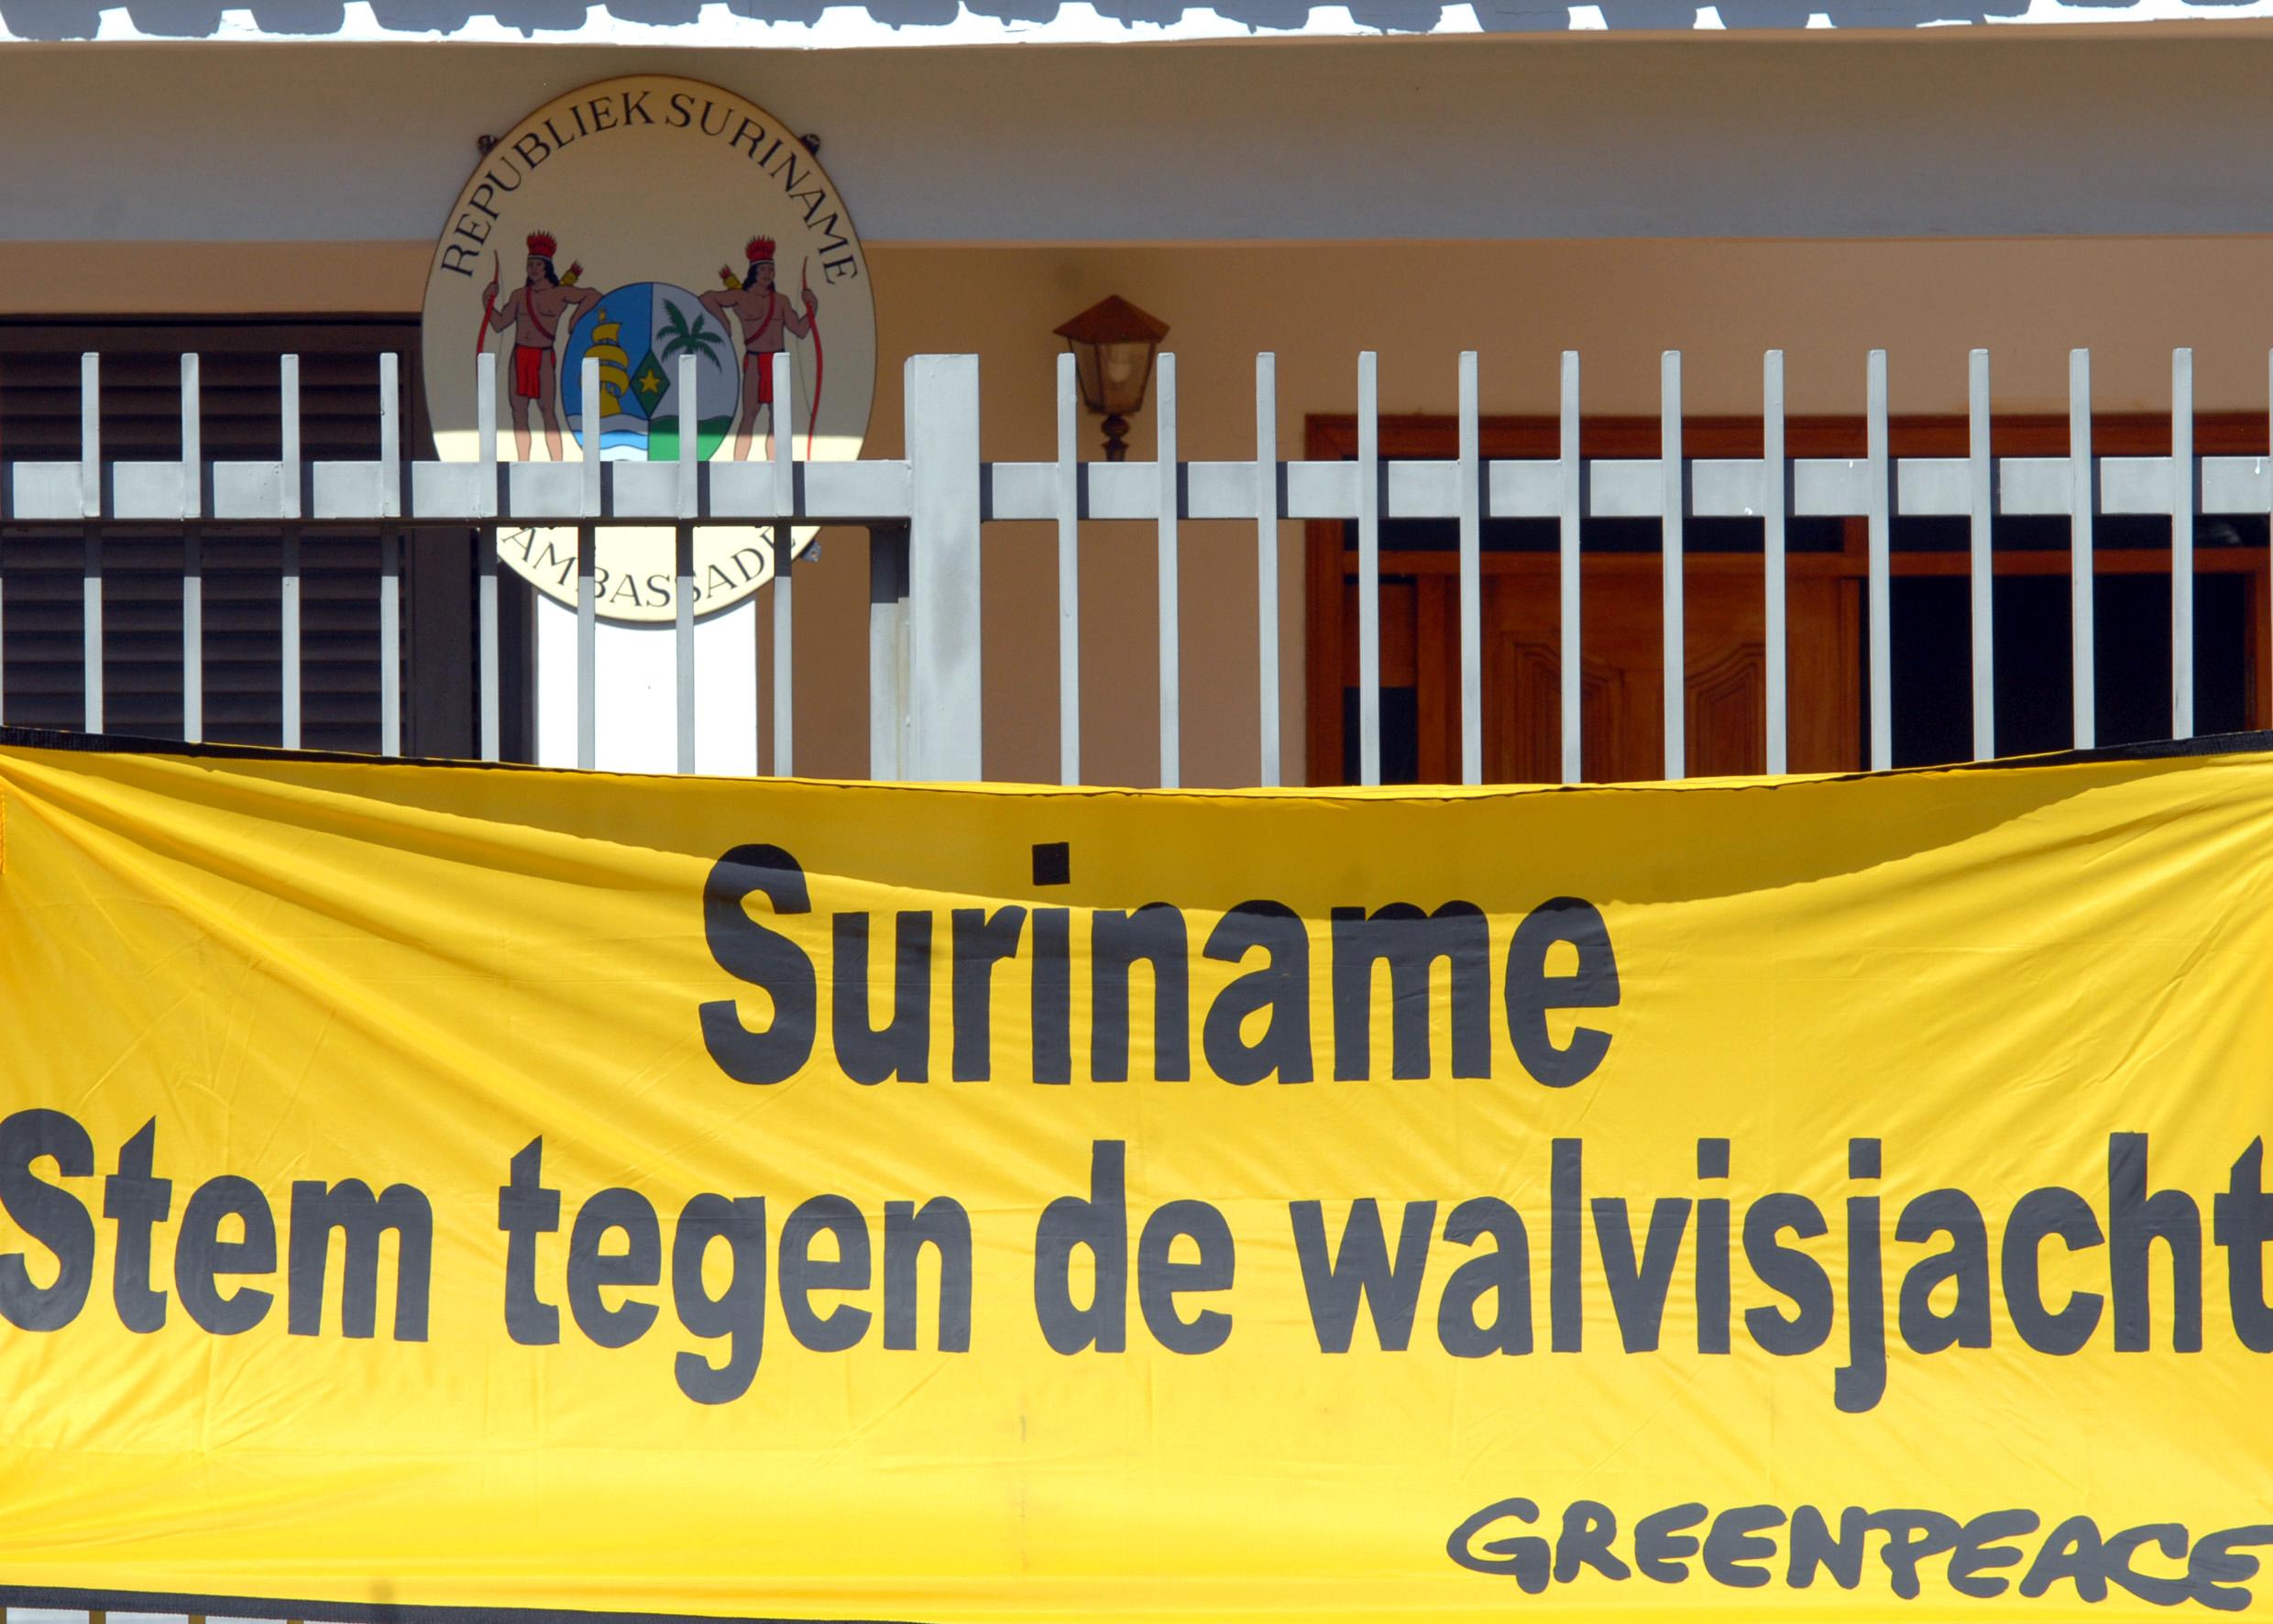 REPUBLIEK SURINAME
AMBASSADE
Suriname
Stem tegen de walvisjacht
GREENPEACE